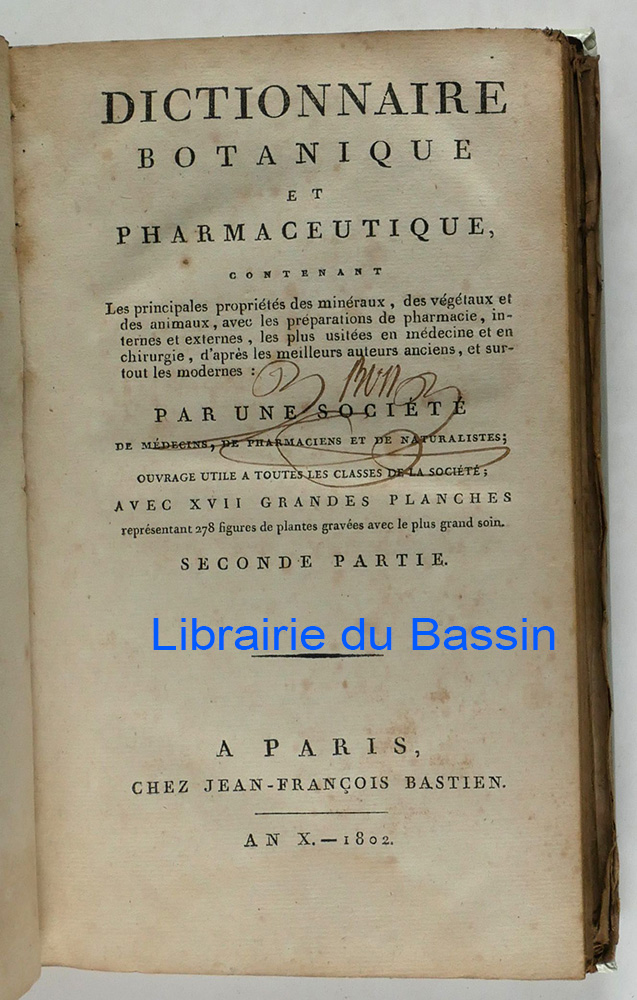 DICTIONNAIRE
BOTANIQUE
ET
PHARMACEUTIQUE,
CONTENANT
Les principales propriétés des minéraux, des végétaux et
des animaux, avec les préparations de pharmacie, in-
ternes et externes, les plus usitées en médecine et en
chirurgie, d'après les meilleurs auteurs anciens, et sur-
tout les modernes :
PAR UNE SOCIÉTÉ
DE MÉDECINS, DE PHARMACIENS ET DE NATURALISTES;
OUVRAGE UTILE A TOUTES LES CLASSES DE LA SOCIÉTÉ;
AVEC XVII GRANDES PLANCHES
représentant 278 figures de plantes gravées avec le plus grand soin.
SECONDE PARTIE.
Librairie du Bassin
A PARIS,
CHEZ JEAN-FRANÇOIS BASTIEN.
AN X.—1802.